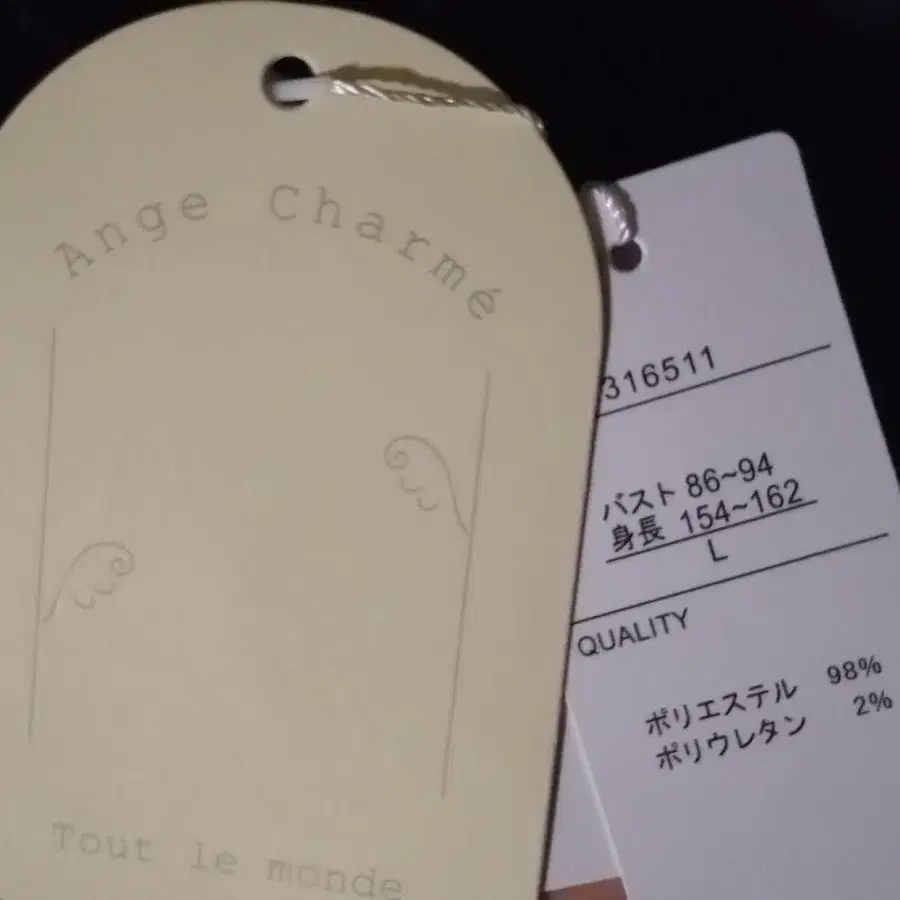 Ange Charmé
Tout le monde
316511
バスト 86~94
身長 154~162
L
QUALITY
ポリエステル 98%
ポリウレタン 2%